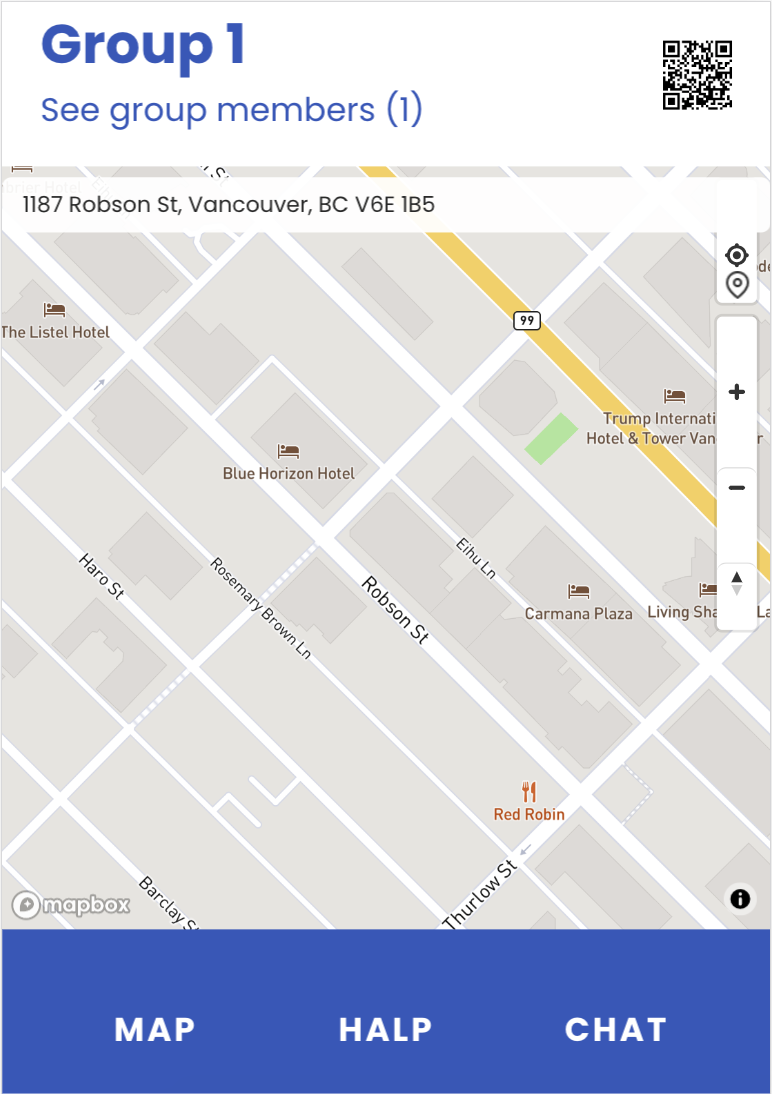 Group 1
See group members (1)
1187 Robson St, Vancouver, BC V6E 1B5
99
The Listel Hotel
Trump Internati
Hotel & Tower Van
Blue Horizon Hotel
Eihu Ln
Haro St
Rosemary Brown Ln
Robson St
Carmana Plaza
Living Sha
La
Red Robin
Thurlow St
Barclay St
mapbox
MAP
HALP
CHAT